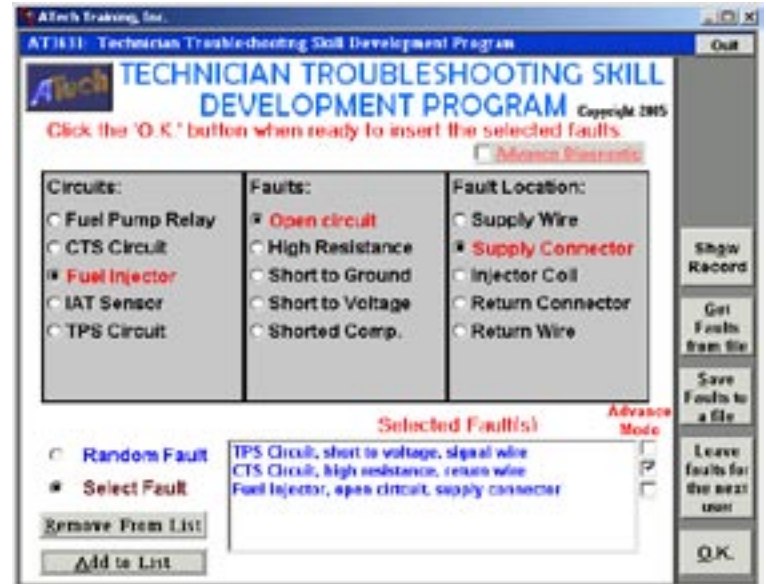 ATech Training, Inc.
AT3631: Technician Troubleshooting Skill Development Program
Quit
ATech
TECHNICIAN TROUBLESHOOTING SKILL
DEVELOPMENT PROGRAM Copyright 2005
Click the 'O.K.' button when ready to insert the selected faults
Advance Diagnostic
Circuits:
Fuel Pump Relay
CTS Circuit
Fuel Injector
IAT Sensor
TPS Circuit
Faults:
Open circuit
High Resistance
Short to Ground
Short to Voltage
Shorted Comp.
Fault Location:
Supply Wire
Supply Connector
Injector Coil
Return Connector
Return Wire
Show
Record
Get
Faults
from file
Save
Faults to
a file
Leave
faults for
the next
user
O.K.
Selected Fault(s)
Advance
Mode
Random Fault
Select Fault
Remove From List
Add to List
TPS Circuit, short to voltage, signal wire
CTS Circuit, high resistance, return wire
Fuel Injector, open circuit, supply connector